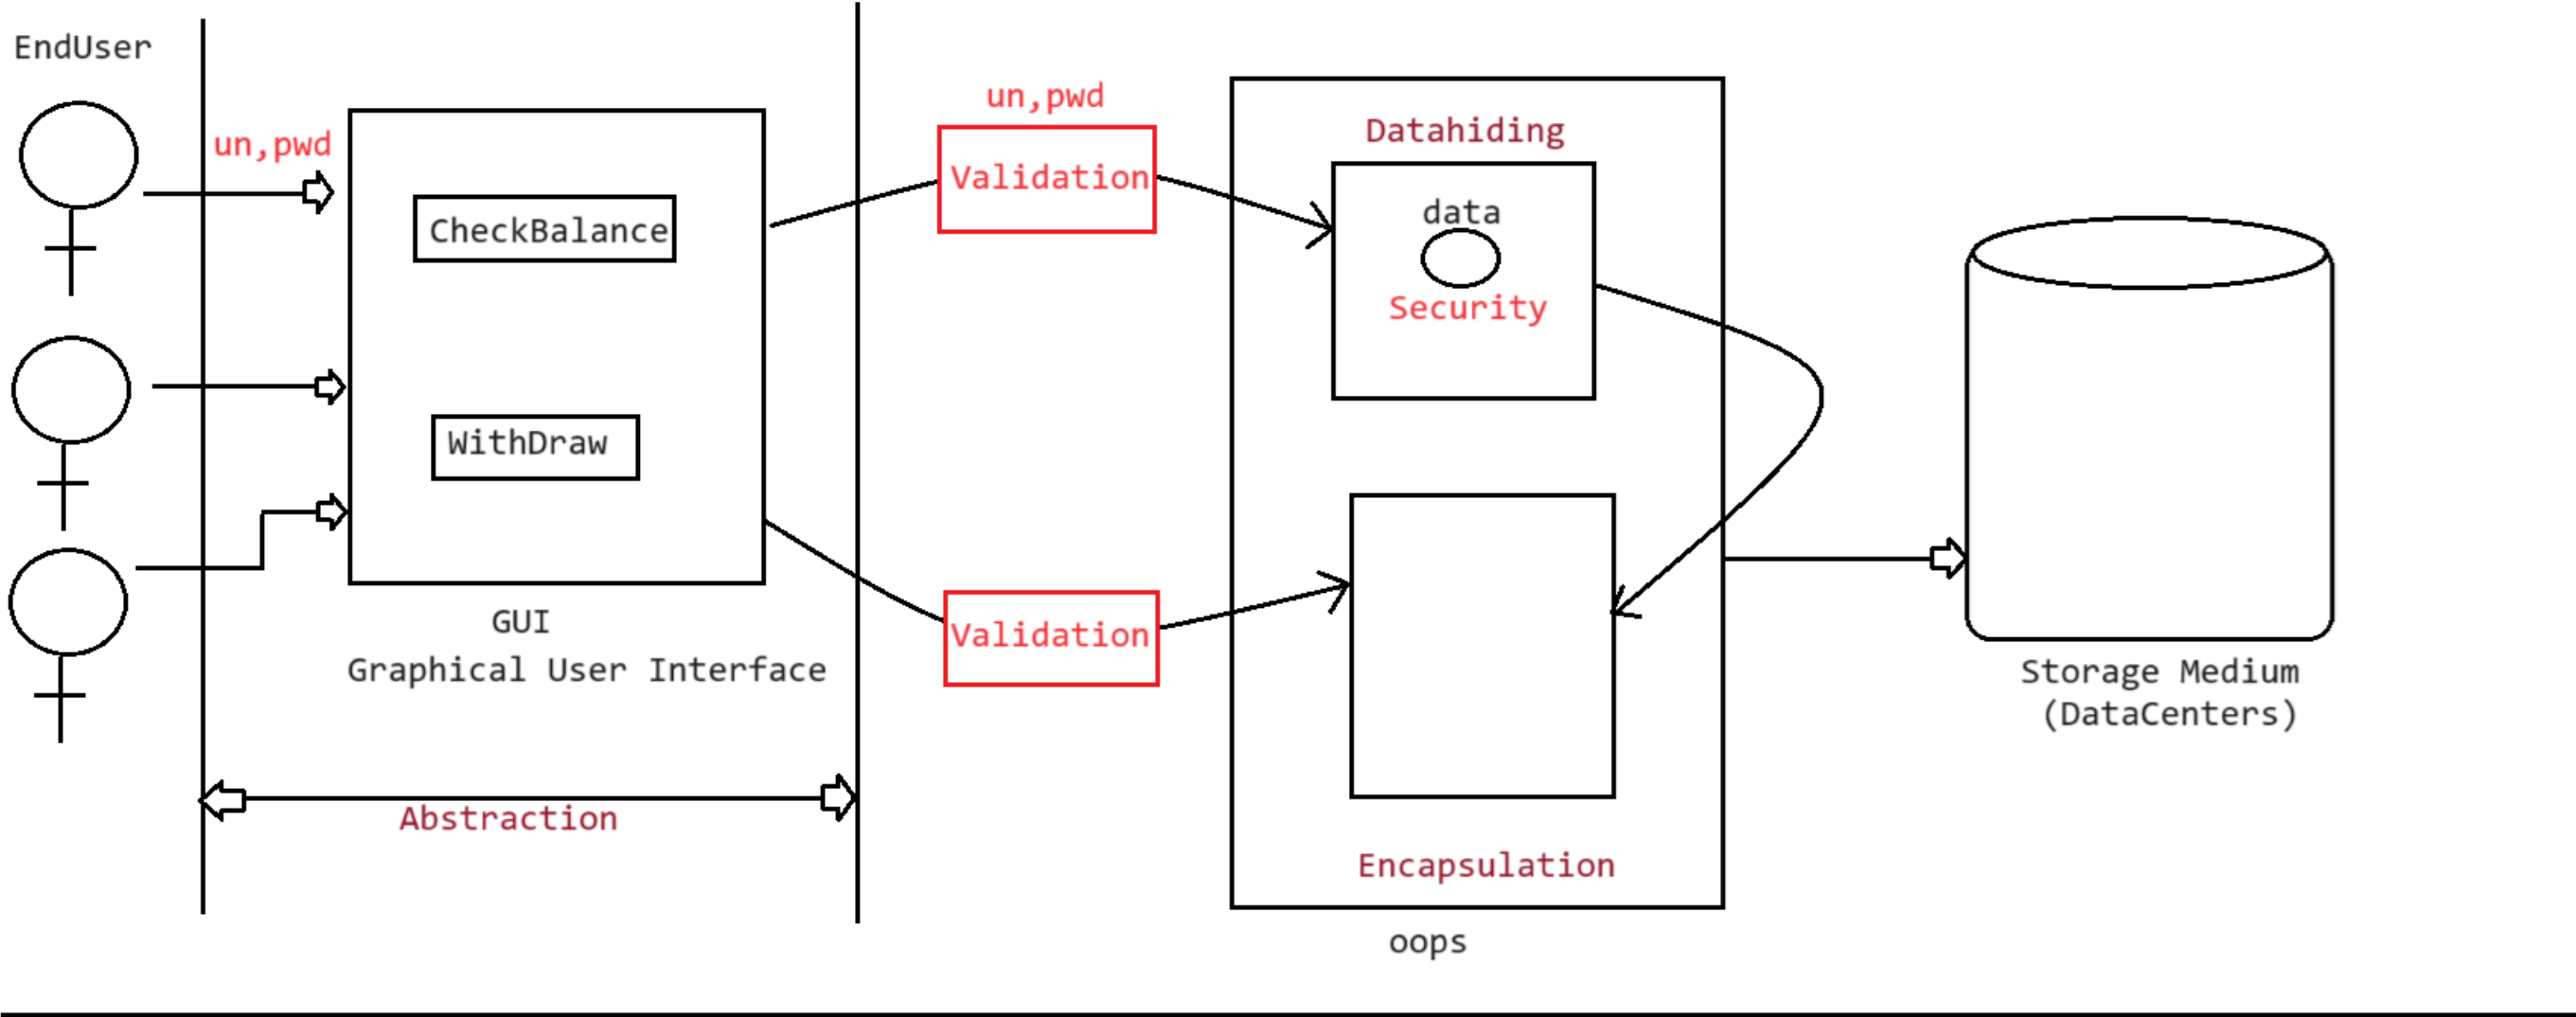 EndUser
un,pwd
CheckBalance
WithDraw
GUI
Graphical User Interface
Abstraction
un,pwd
Validation
Validation
Datahiding
data
Security
Encapsulation
oops
Storage Medium
(DataCenters)